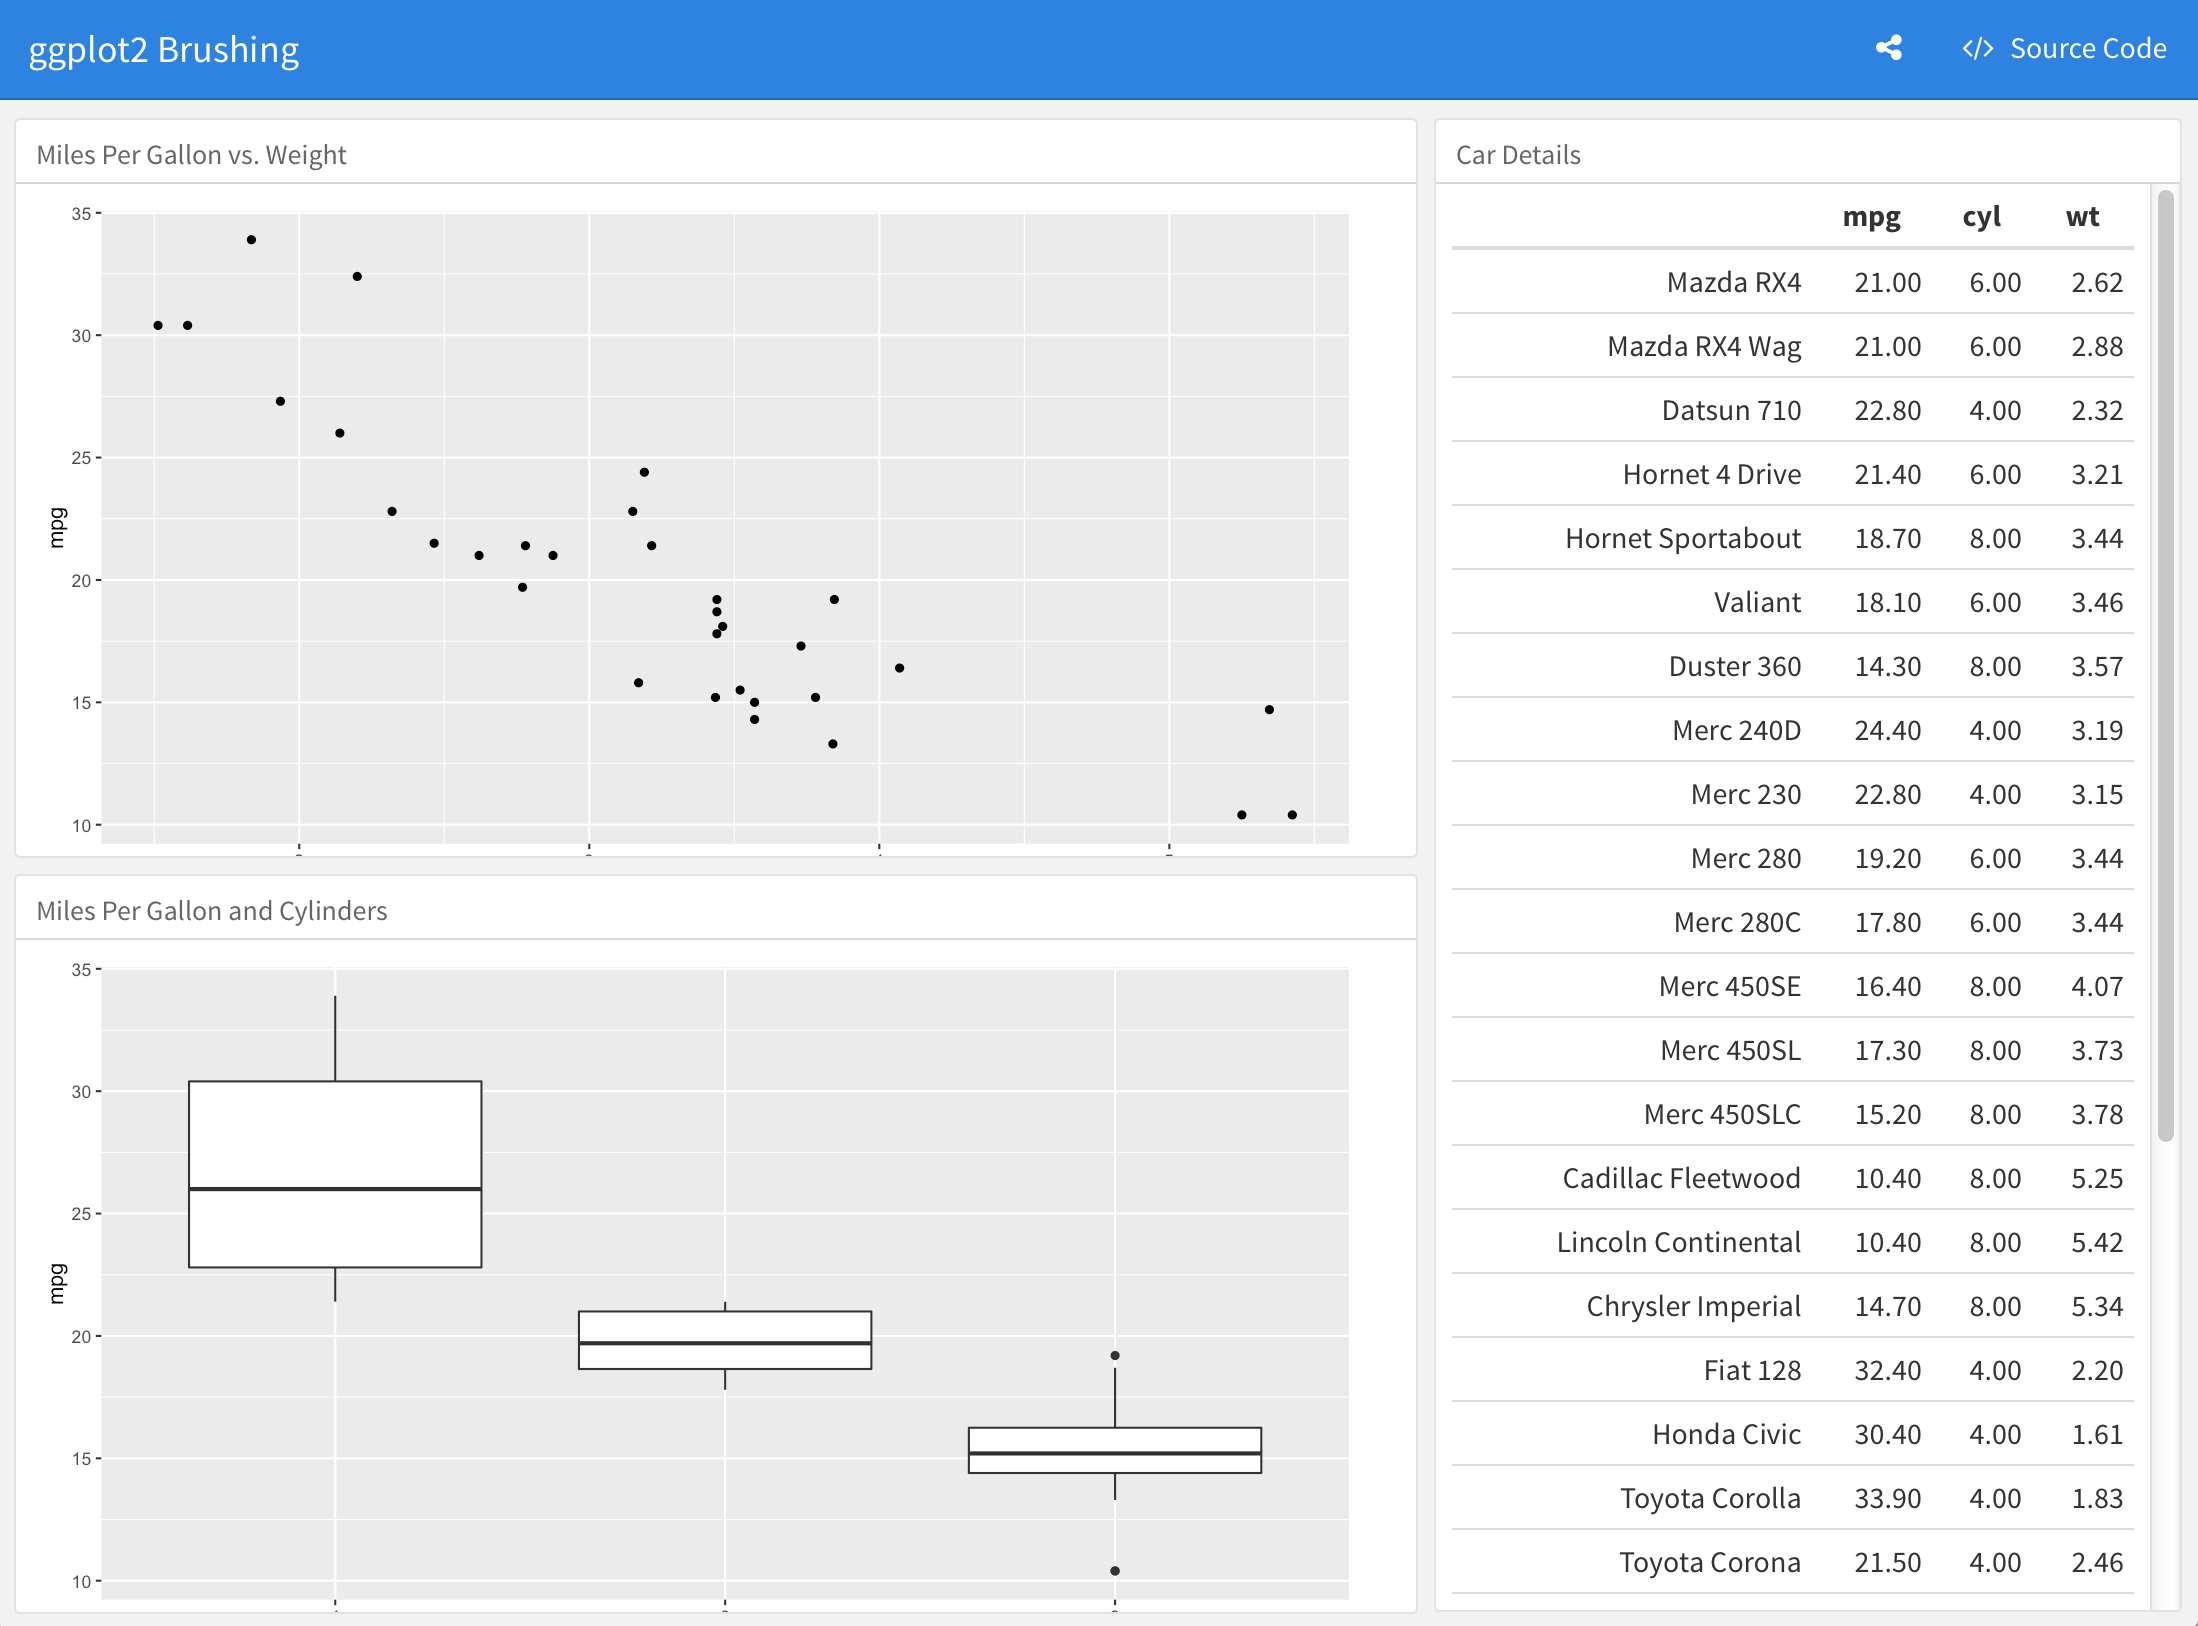 ggplot2 Brushing
Source Code
Miles Per Gallon vs. Weight
35
30
25
20
15
10
mpg
Miles Per Gallon and Cylinders
35
30
25
20
15
10
mpg
Car Details
mpg cyl wt
Mazda RX4 21.00 6.00 2.62
Mazda RX4 Wag 21.00 6.00 2.88
Datsun 710 22.80 4.00 2.32
Hornet 4 Drive 21.40 6.00 3.21
Hornet Sportabout 18.70 8.00 3.44
Valiant 18.10 6.00 3.46
Duster 360 14.30 8.00 3.57
Merc 240D 24.40 4.00 3.19
Merc 230 22.80 4.00 3.15
Merc 280 19.20 6.00 3.44
Merc 280C 17.80 6.00 3.44
Merc 450SE 16.40 8.00 4.07
Merc 450SL 17.30 8.00 3.73
Merc 450SLC 15.20 8.00 3.78
Cadillac Fleetwood 10.40 8.00 5.25
Lincoln Continental 10.40 8.00 5.42
Chrysler Imperial 14.70 8.00 5.34
Fiat 128 32.40 4.00 2.20
Honda Civic 30.40 4.00 1.61
Toyota Corolla 33.90 4.00 1.83
Toyota Corona 21.50 4.00 2.46